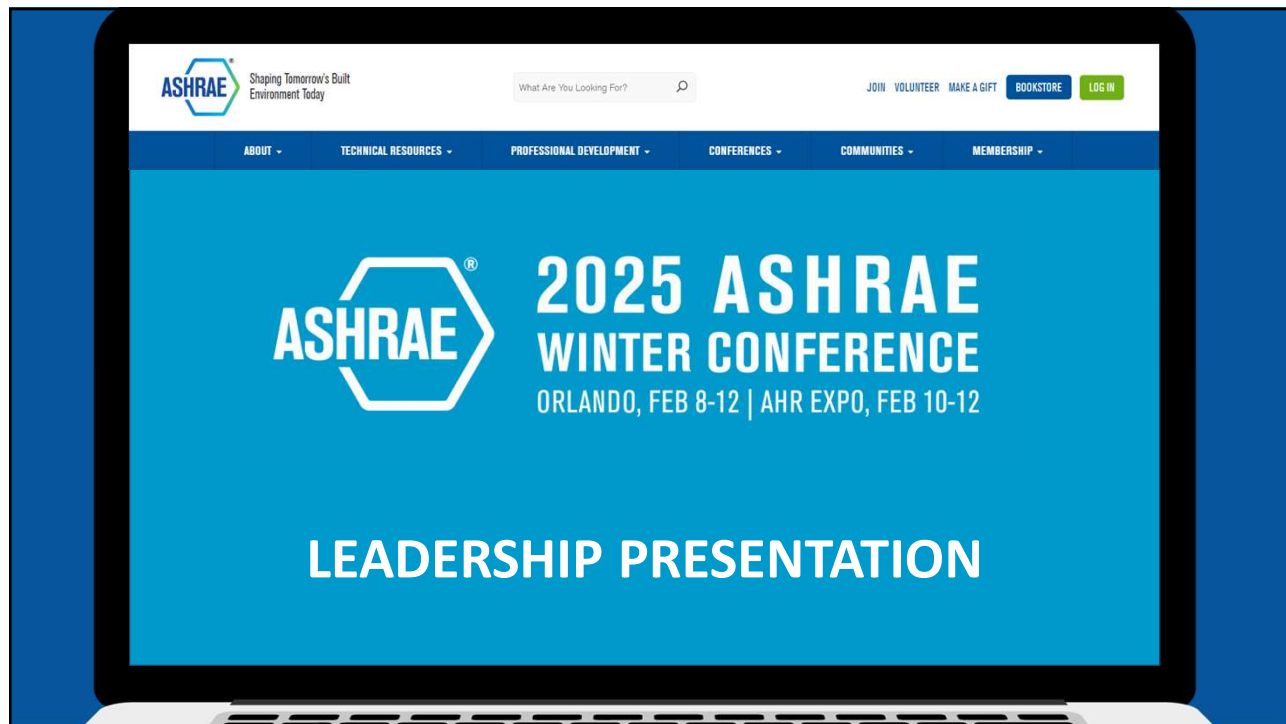 ASHRAE®
Shaping Tomorrow's Built
Environment Today
What Are You Looking For?
JOIN VOLUNTEER MAKE A GIFT BOOKSTORE LOG IN
ABOUT TECHNICAL RESOURCES PROFESSIONAL DEVELOPMENT CONFERENCES COMMUNITIES MEMBERSHIP
ASHRAE®
2025 ASHRAE
WINTER CONFERENCE
ORLANDO, FEB 8-12 | AHR EXPO, FEB 10-12
LEADERSHIP PRESENTATION